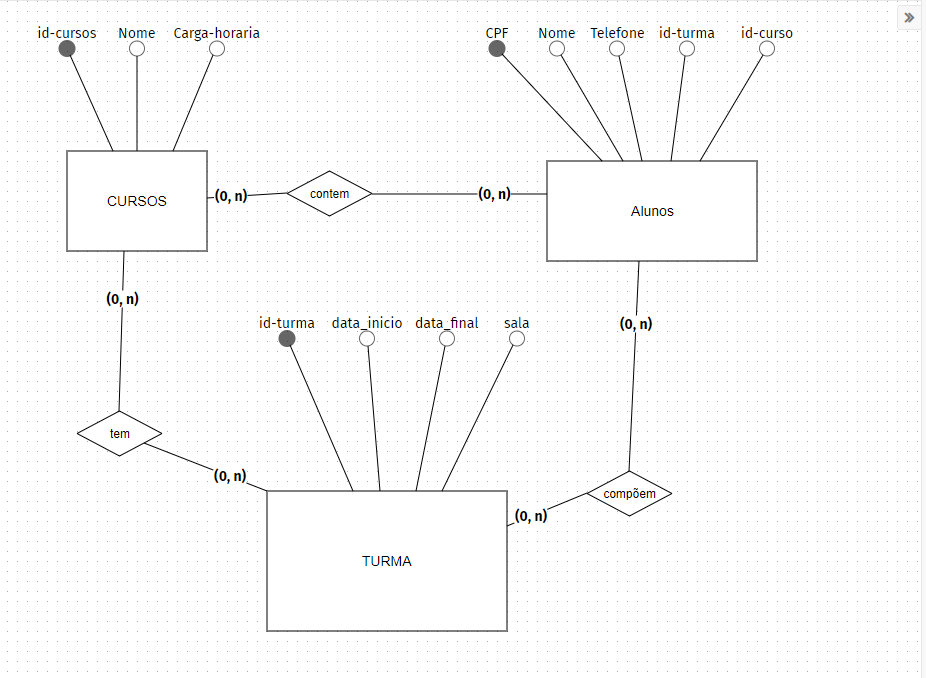 id-cursos Nome Carga-horaria
CPF Nome Telefone id-turma id-curso
CURSOS
(0, n)
contem
(0, n)
Alunos
(0, n)
(0, n)
id-turma data_inicio data_final sala
tem
(0, n)
compõem
(0, n)
TURMA